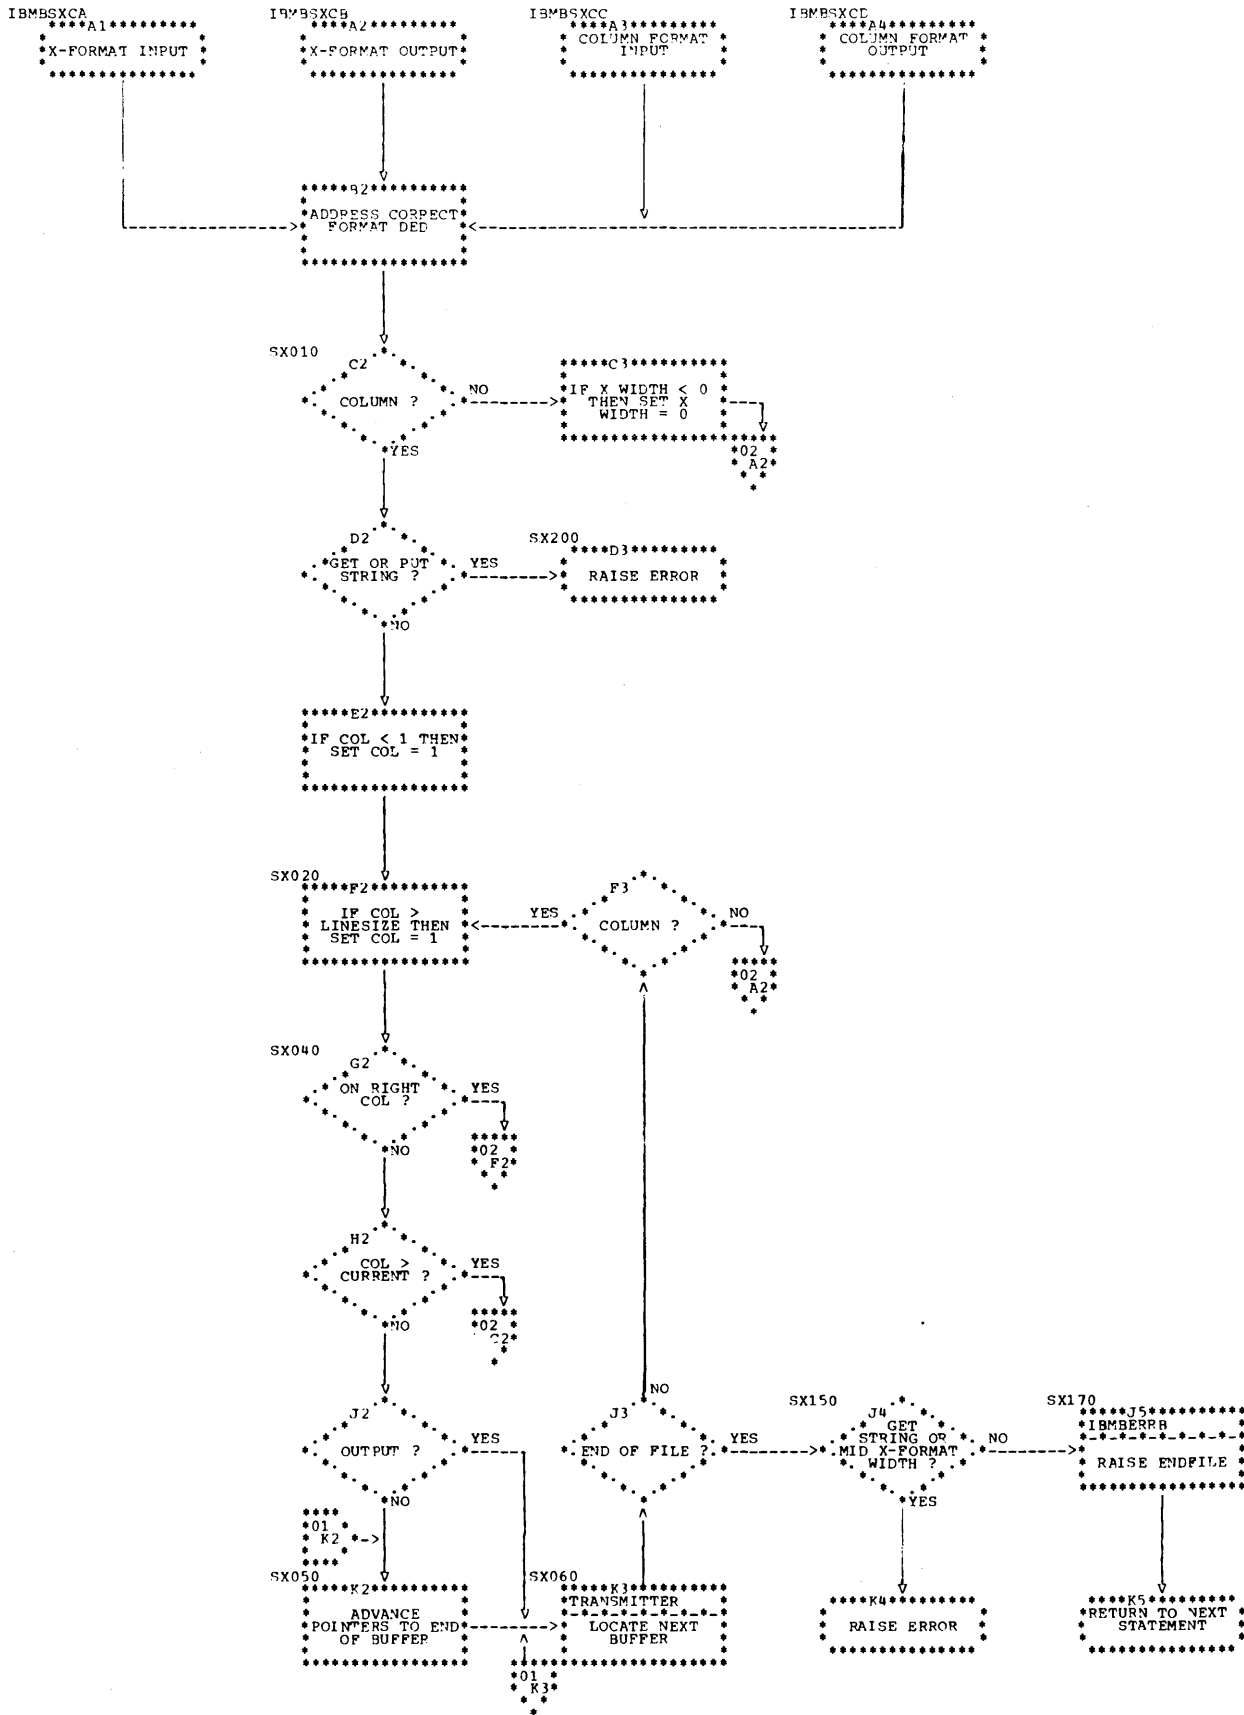 IBMBSXCA
IBMBSXCB
IBMBSXCC
IBMBSXCD
A1
A2
A3
A4
X-FORMAT INPUT
X-FORMAT OUTPUT
COLUMN FORMAT
INPUT
COLUMN FORMAT
OUTPUT
B2
ADDRESS CORRECT
FORMAT DED
SX010
C2
COLUMN ?
NO
YES
C3
IF X WIDTH < 0
THEN SET X
WIDTH = 0
02
A2
D2
GET OR PUT
STRING ?
YES
NO
SX200
D3
RAISE ERROR
E2
IF COL < 1 THEN
SET COL = 1
SX020
F2
IF COL >
LINESIZE THEN
SET COL = 1
YES
F3
COLUMN ?
NO
02
A2
SX040
G2
ON RIGHT
COL ?
YES
NO
02
F2
H2
COL >
CURRENT ?
YES
NO
02
J2
OUTPUT ?
YES
NO
J3
END OF FILE ?
NO
YES
SX150
J4
GET
STRING OR
MID X-FORMAT
WIDTH ?
NO
YES
SX170
J5
IBMBERRB
RAISE ENDFILE
01
K2
SX050
K2
ADVANCE
POINTERS TO END
OF BUFFER
SX060
K3
TRANSMITTER
LOCATE NEXT
BUFFER
01
K3
K4
RAISE ERROR
K5
RETURN TO NEXT
STATEMENT